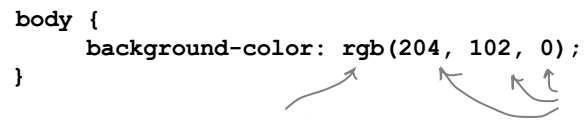 body {
    background-color: rgb(204, 102, 0);
}